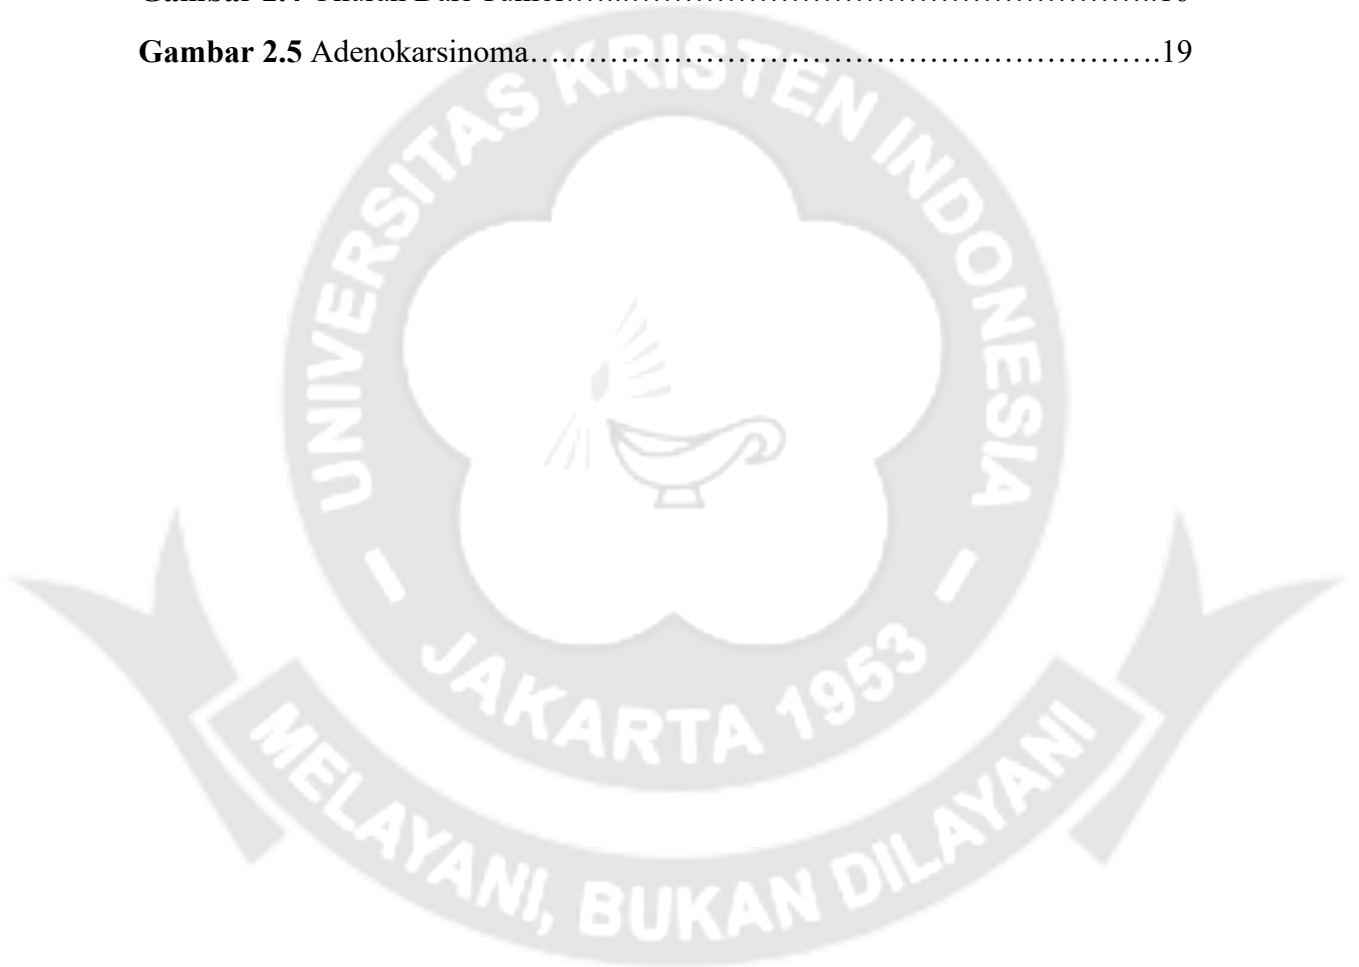 Gambar 2.5 Adenokarsinoma…..……………………………………………….19
UNIVERSITAS KRISTEN INDONESIA
– JAKARTA 1953 –
MELAYANI, BUKAN DILAYANI